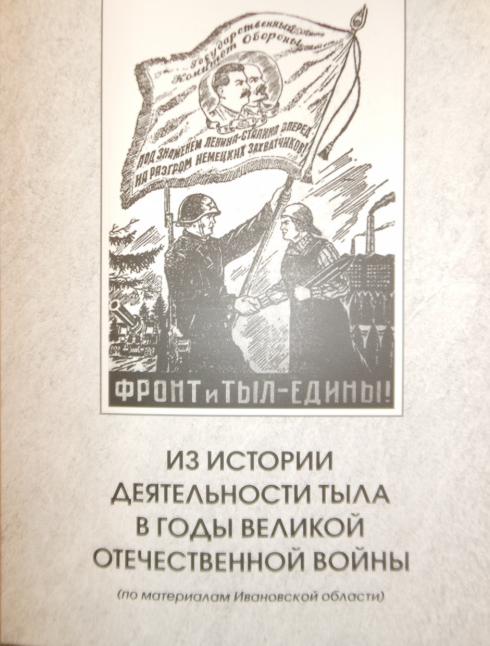 Государственный
Комитет Обороны
ПОД ЗНАМЕНЕМ ЛЕНИНА-СТАЛИНА ВПЕРЕД
НА РАЗГРОМ НЕМЕЦКИХ ЗАХВАТЧИКОВ!
ФРОНТ и ТЫЛ-ЕДИНЫ!
ИЗ ИСТОРИИ
ДЕЯТЕЛЬНОСТИ ТЫЛА
В ГОДЫ ВЕЛИКОЙ
ОТЕЧЕСТВЕННОЙ ВОЙНЫ
(по материалам Ивановской области)